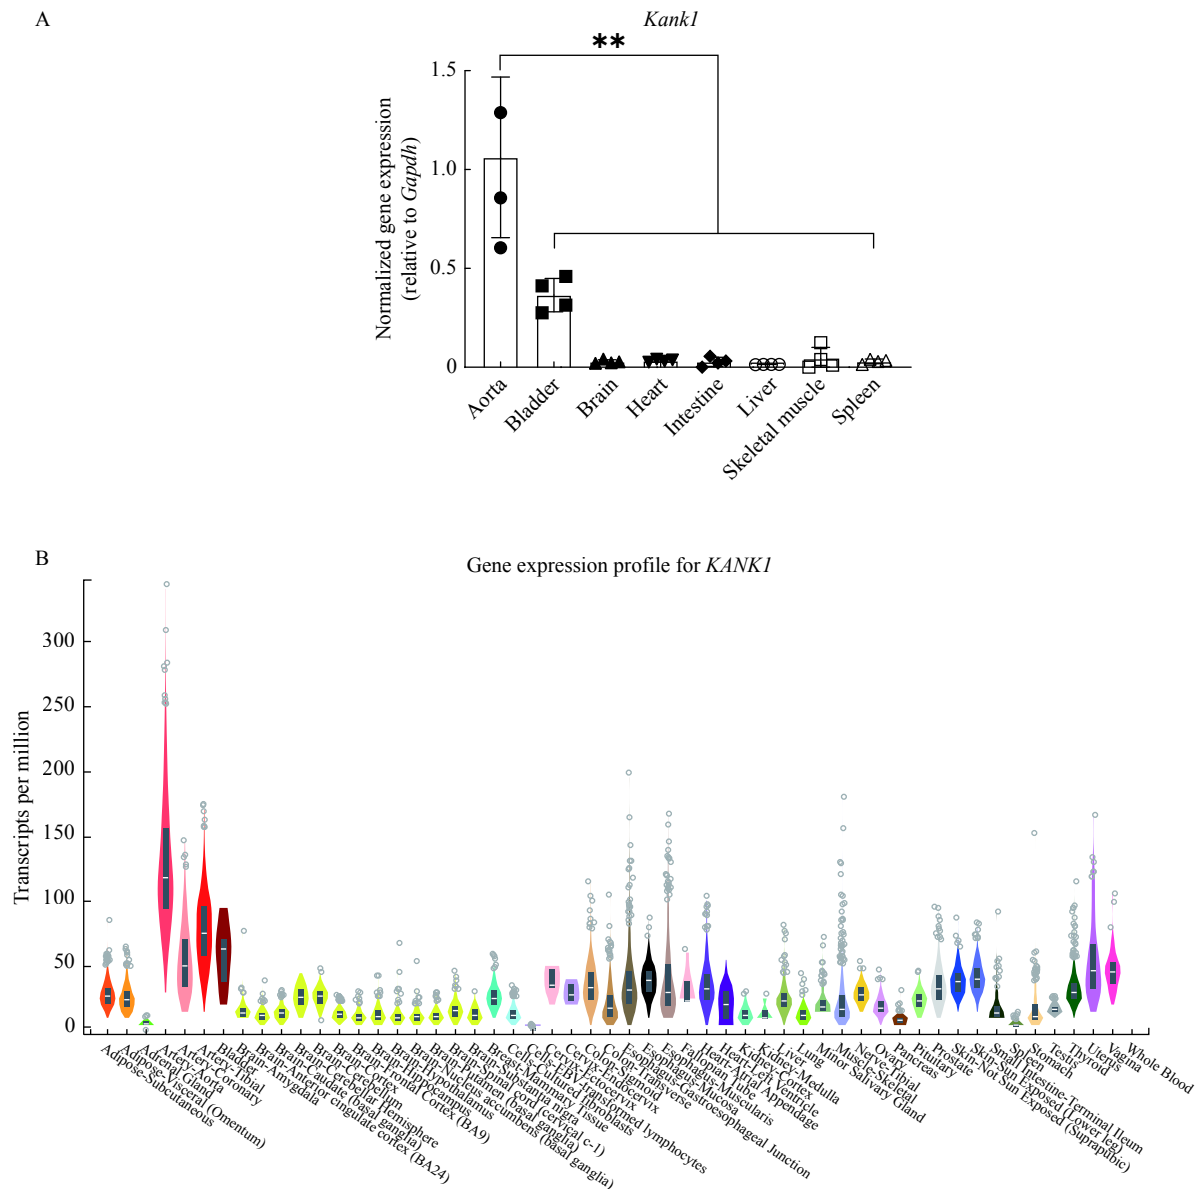 A
Kank1
**
Normalized gene expression
(relative to Gapdh)
1.5
1.0
0.5
0
Aorta
Bladder
Brain
Heart
Intestine
Liver
Skeletal muscle
Spleen
B
Gene expression profile for KANK1
Transcripts per million
300
250
200
150
100
50
0
Adipose-Subcutaneous
Adipose-Visceral (Omentum)
Adrenal Gland
Artery-Aorta
Artery-Coronary
Artery-Tibial
Bladder
Brain-Amygdala
Brain-Anterior cingulate cortex (BA24)
Brain-Caudate (basal ganglia)
Brain-Cerebellar Hemisphere
Brain-Cerebellum
Brain-Cortex
Brain-Frontal Cortex (BA9)
Brain-Hippocampus
Brain-Hypothalamus
Brain-Nucleus accumbens (basal ganglia)
Brain-Putamen (basal ganglia)
Brain-Spinal cord (cervical c-1)
Brain-Substantia nigra
Breast-Mammary Tissue
Cells-Cultured fibroblasts
Cells-EBV-transformed lymphocytes
Cervix-Ectocervix
Cervix-Endocervix
Colon-Sigmoid
Colon-Transverse
Esophagus-Gastroesophageal Junction
Esophagus-Mucosa
Esophagus-Muscularis
Fallopian Tube
Heart-Atrial Appendage
Heart-Left Ventricle
Kidney-Cortex
Kidney-Medulla
Liver
Lung
Minor Salivary Gland
Muscle-Skeletal
Nerve-Tibial
Ovary
Pancreas
Pituitary
Prostate
Skin-Not Sun Exposed (Suprapubic)
Skin-Sun Exposed (Lower leg)
Small Intestine-Terminal Ileum
Spleen
Stomach
Testis
Thyroid
Uterus
Vagina
Whole Blood